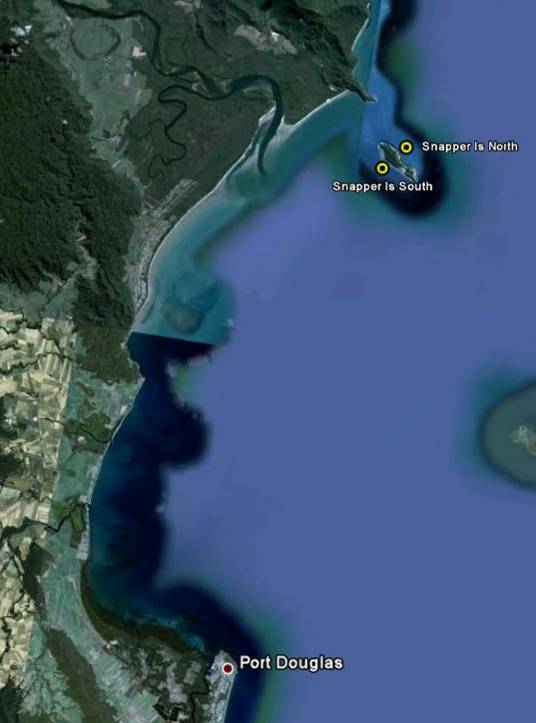 Snapper Is North
Snapper Is South
Port Douglas